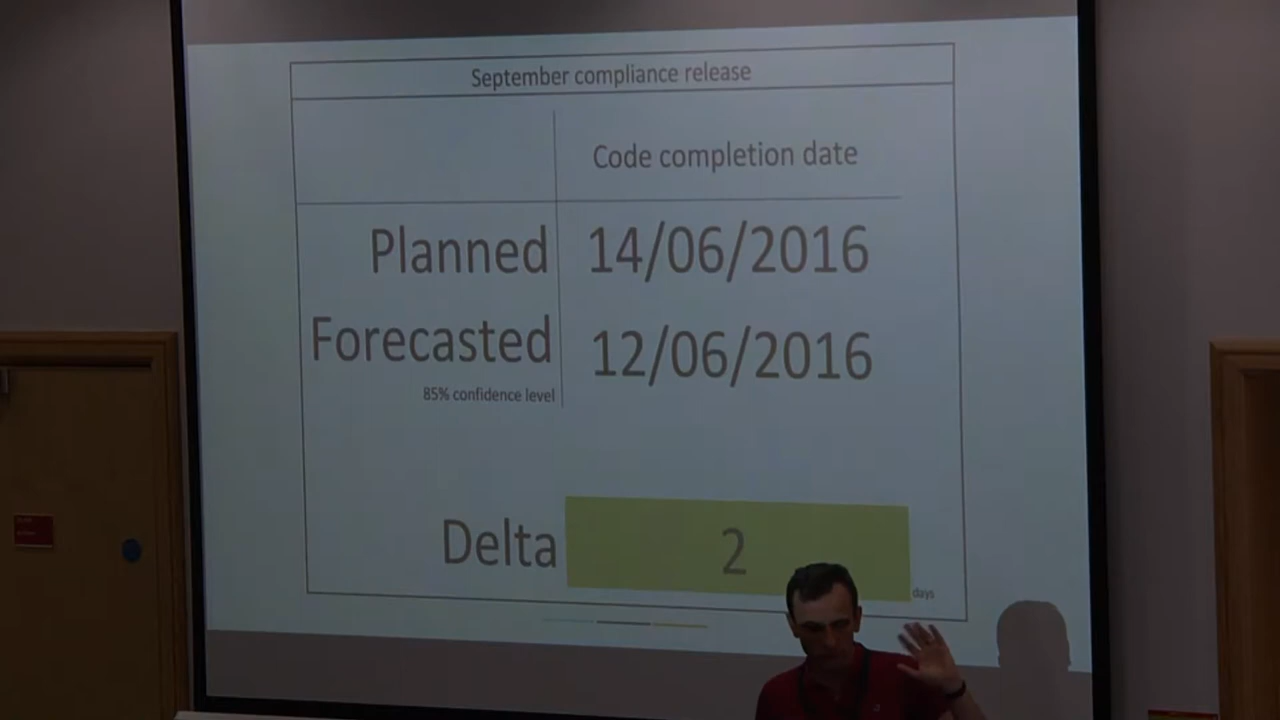 September compliance release
Code completion date
Planned 14/06/2016
Forecasted 12/06/2016
85% confidence level
Delta 2
days